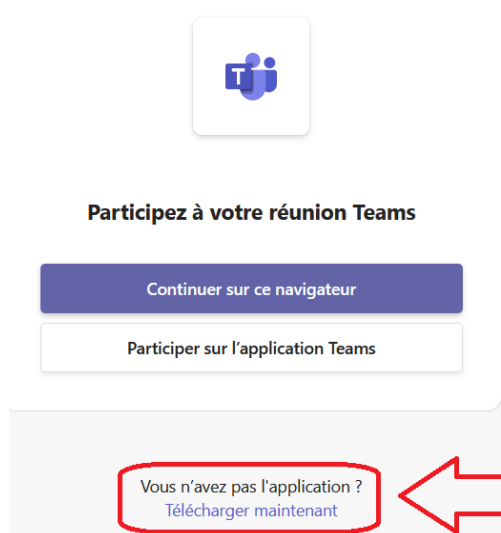 T
Participez à votre réunion Teams
Continuer sur ce navigateur
Participer sur l’application Teams
Vous n’avez pas l'application ?
Télécharger maintenant